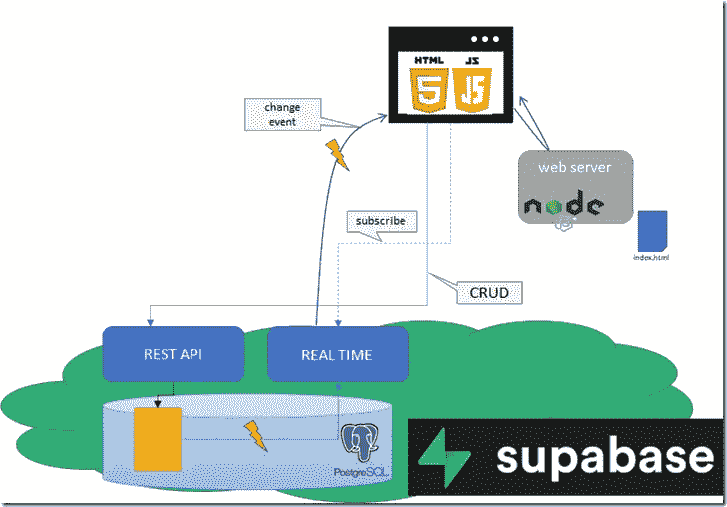 HTML JS
5 JS
change
event
web server
node
JS
subscribe
index.html
CRUD
REST API
REAL TIME
PostgreSQL
supabase